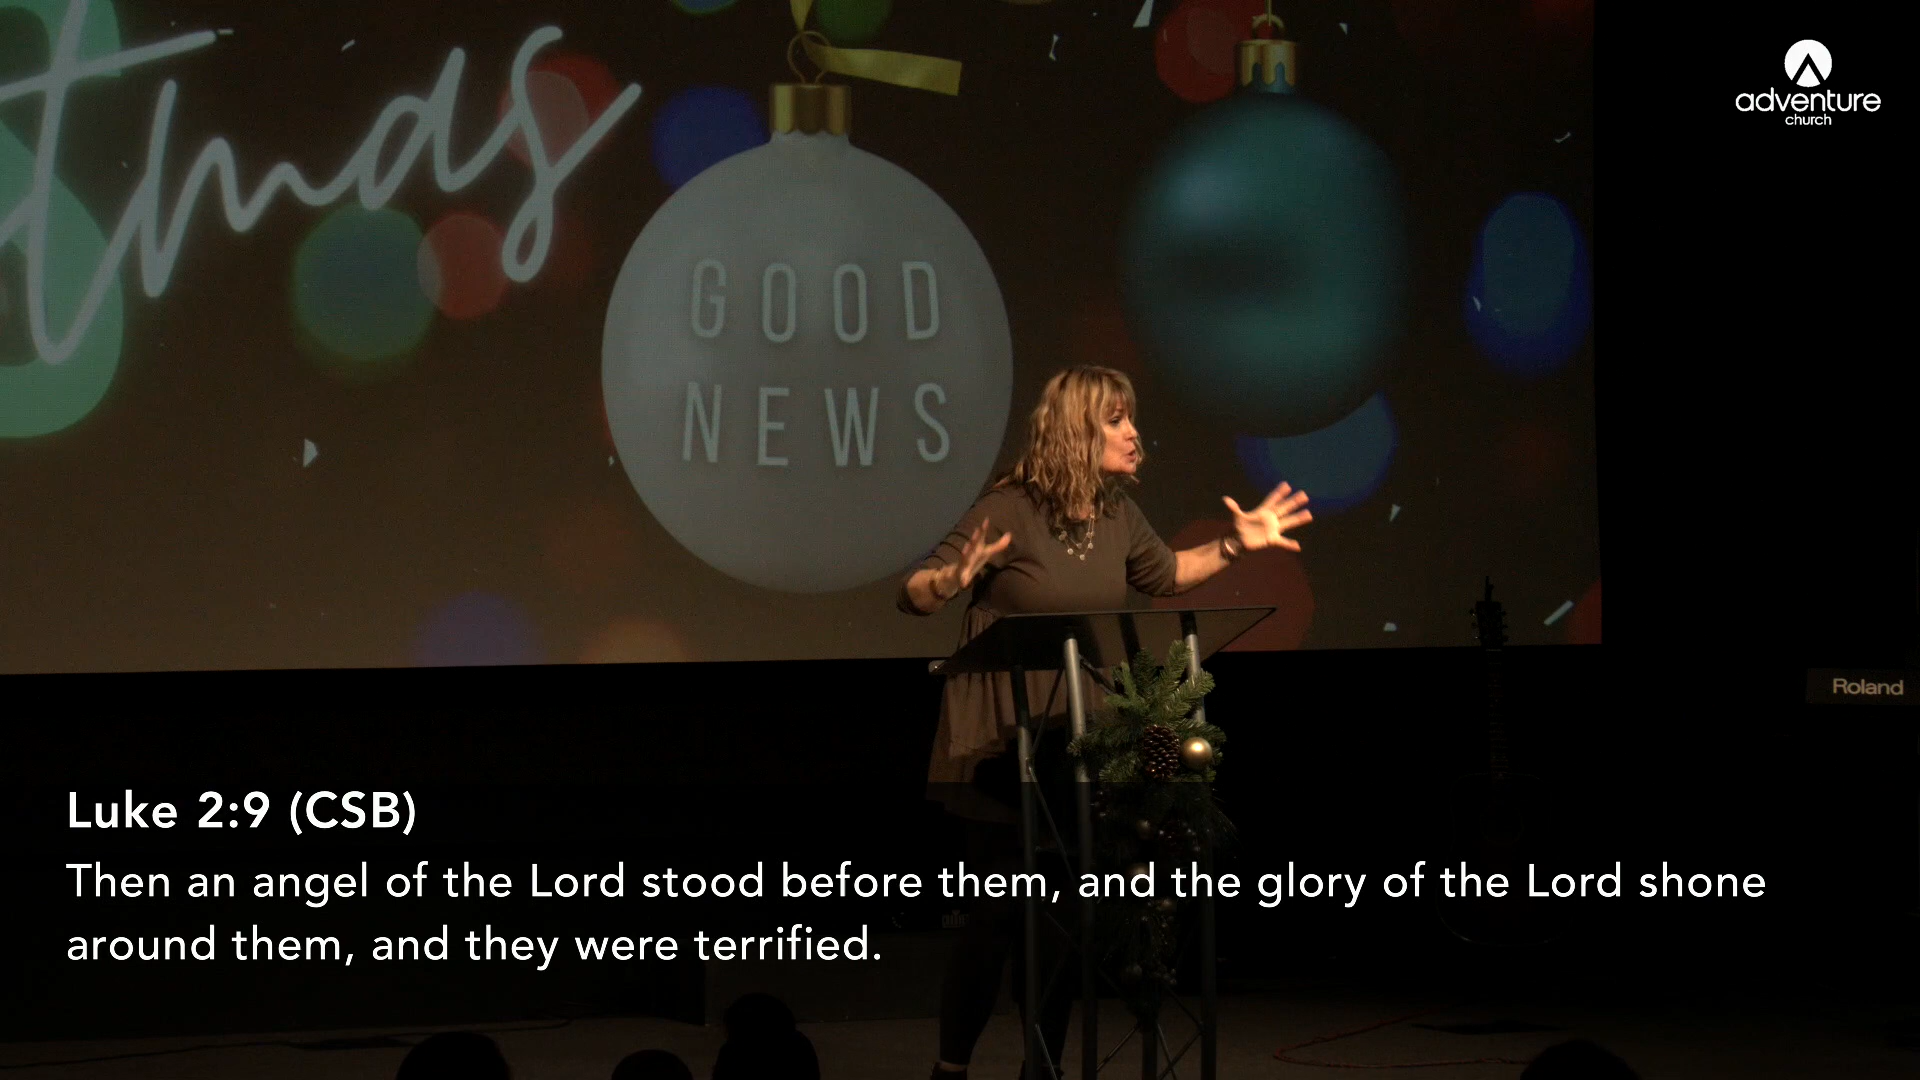 tmas
GOOD
NEWS
adventure
church
Roland
Luke 2:9 (CSB)
Then an angel of the Lord stood before them, and the glory of the Lord shone
around them, and they were terrified.